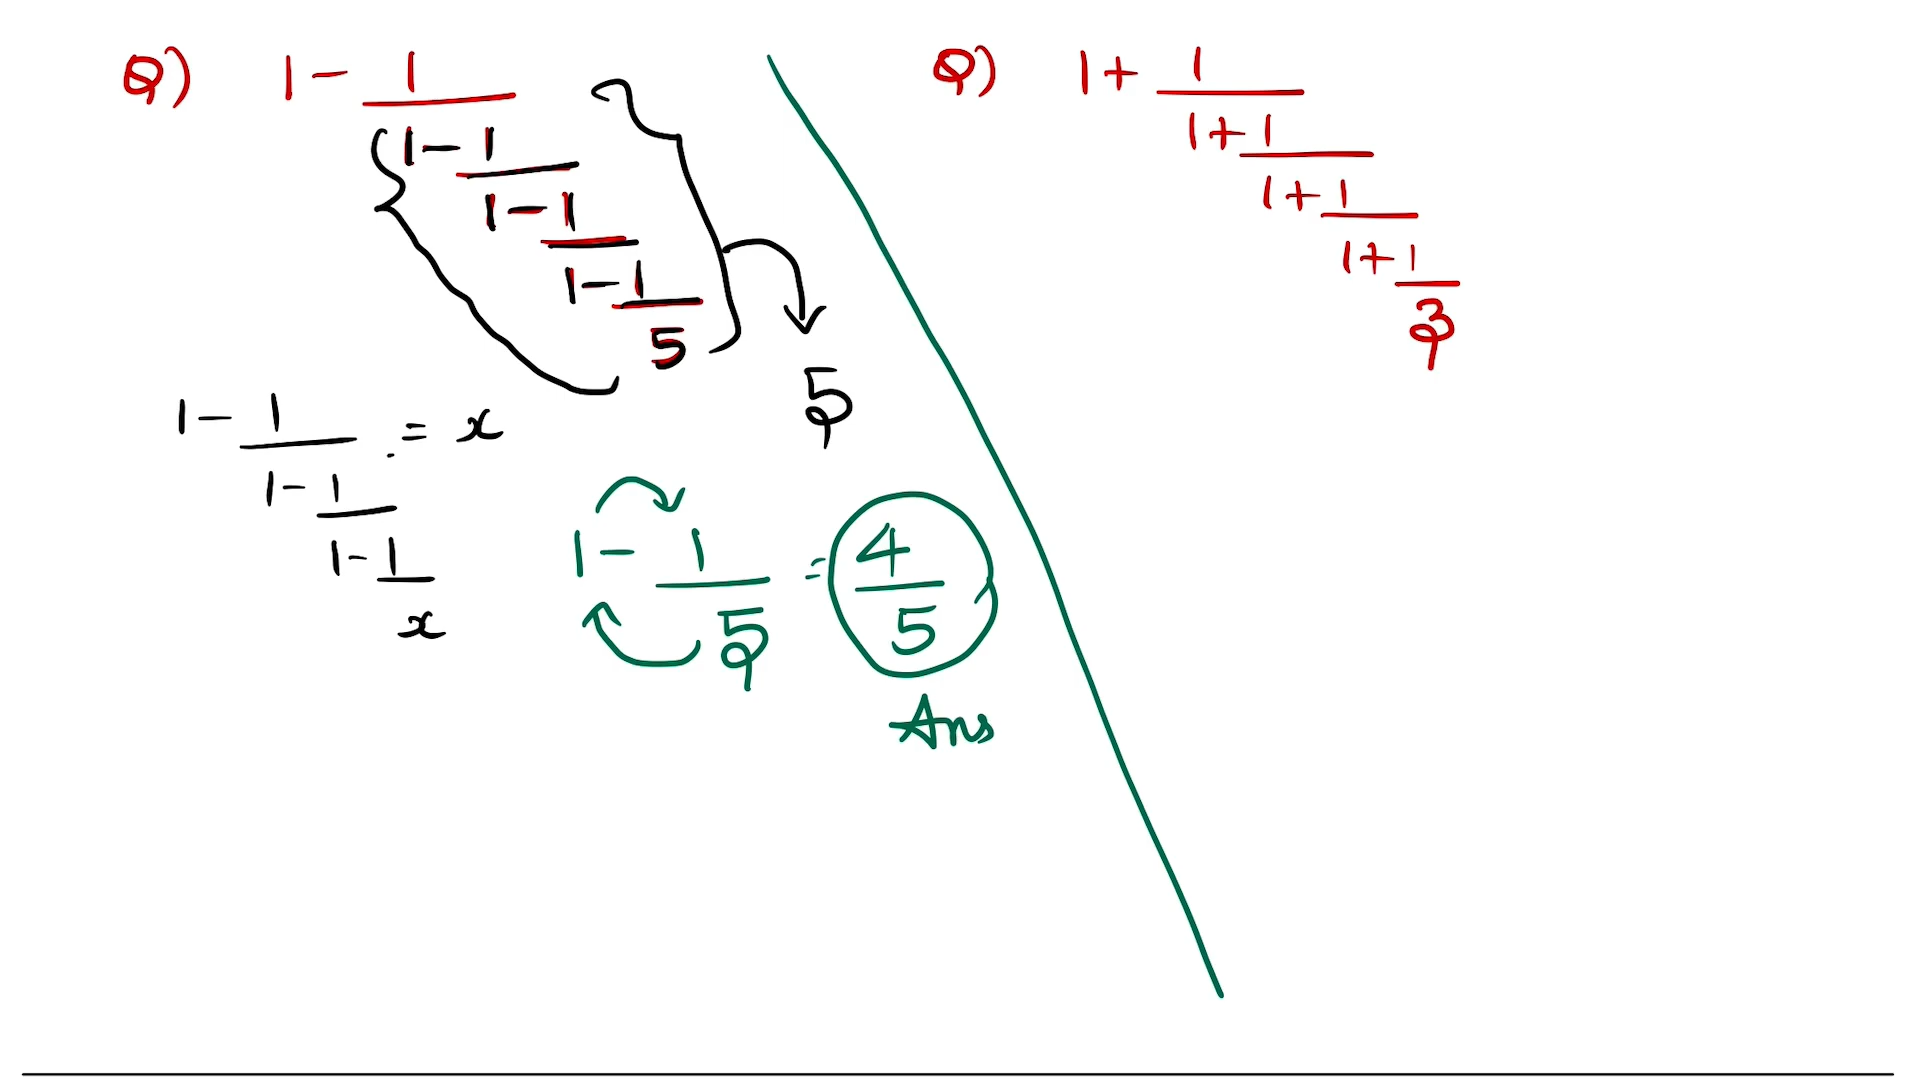 Q) 1 - 1
1 - 1
1 - 1
1 - 1
5
5
1 - 1 = x
1 - 1
1 - 1
x
1 - 1 = 4
5 5
Ans
Q) 1 + 1
1 + 1
1 + 1
1 + 1
3